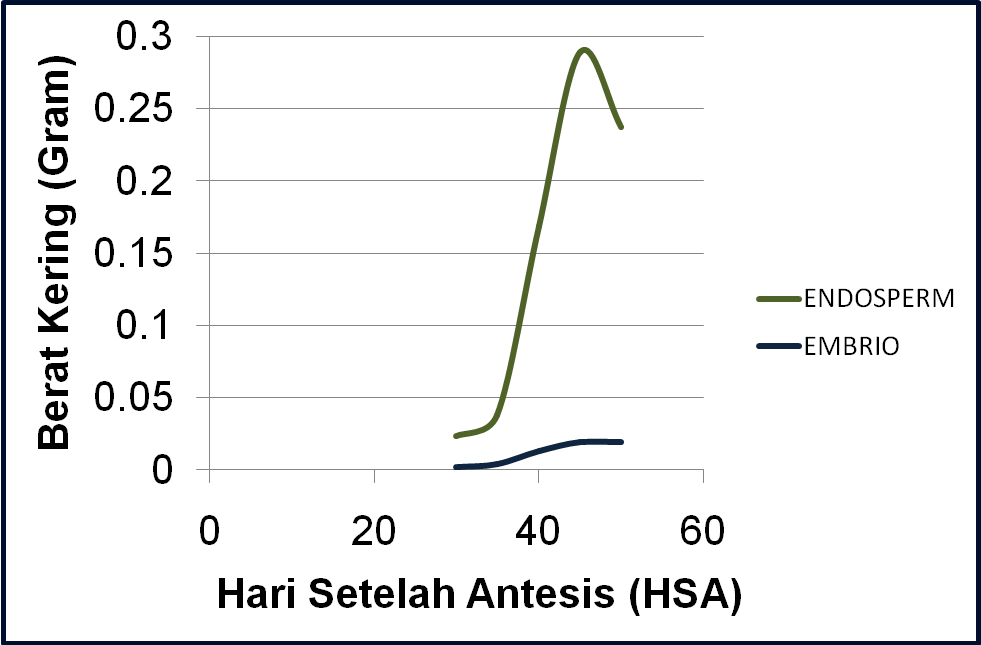 Berat Kering (Gram)
0.3
0.25
0.2
0.15
0.1
0.05
0
0 20 40 60
Hari Setelah Antesis (HSA)
ENDOSPERM
EMBRIO